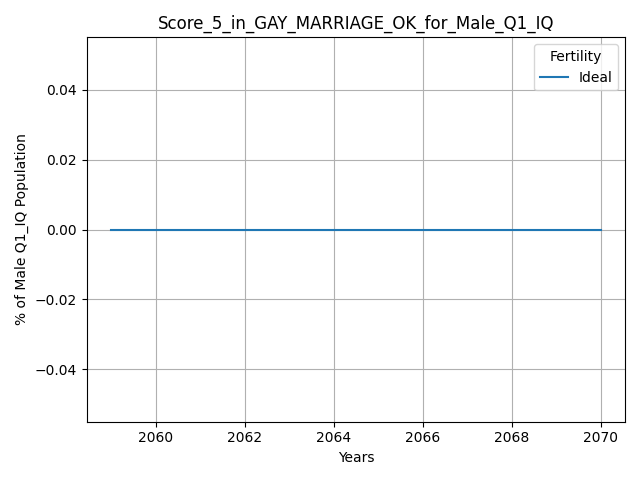 Score_5_in_GAY_MARRIAGE_OK_for_Male_Q1_IQ
Fertility
Ideal
% of Male Q1_IQ Population
0.04
0.02
0.00
−0.02
−0.04
2060 2062 2064 2066 2068 2070
Years